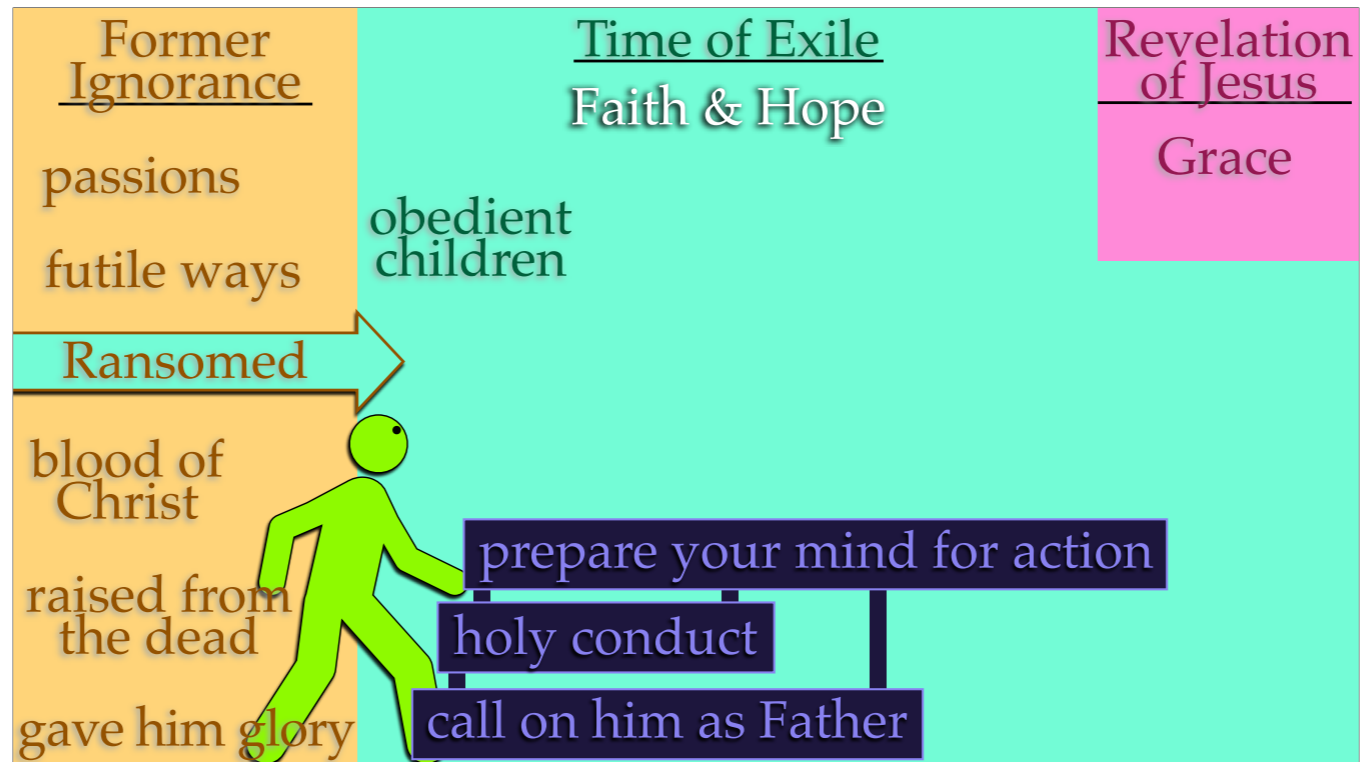 Former
Ignorance
passions
futile ways
Ransomed
blood of
Christ
raised from
the dead
gave him glory
Time of Exile
Faith & Hope
obedient
children
prepare your mind for action
holy conduct
call on him as Father
Revelation
of Jesus
Grace